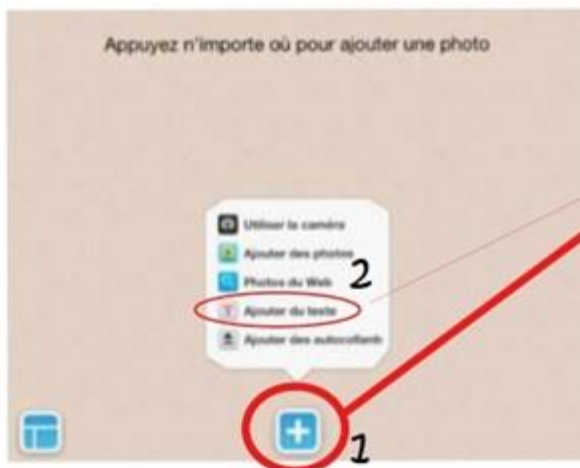 Appuyez n'importe où pour ajouter une photo
Utiliser la caméra
Ajouter des photos
Photos du Web
2
Ajouter du texte
Ajouter des autocollants
1